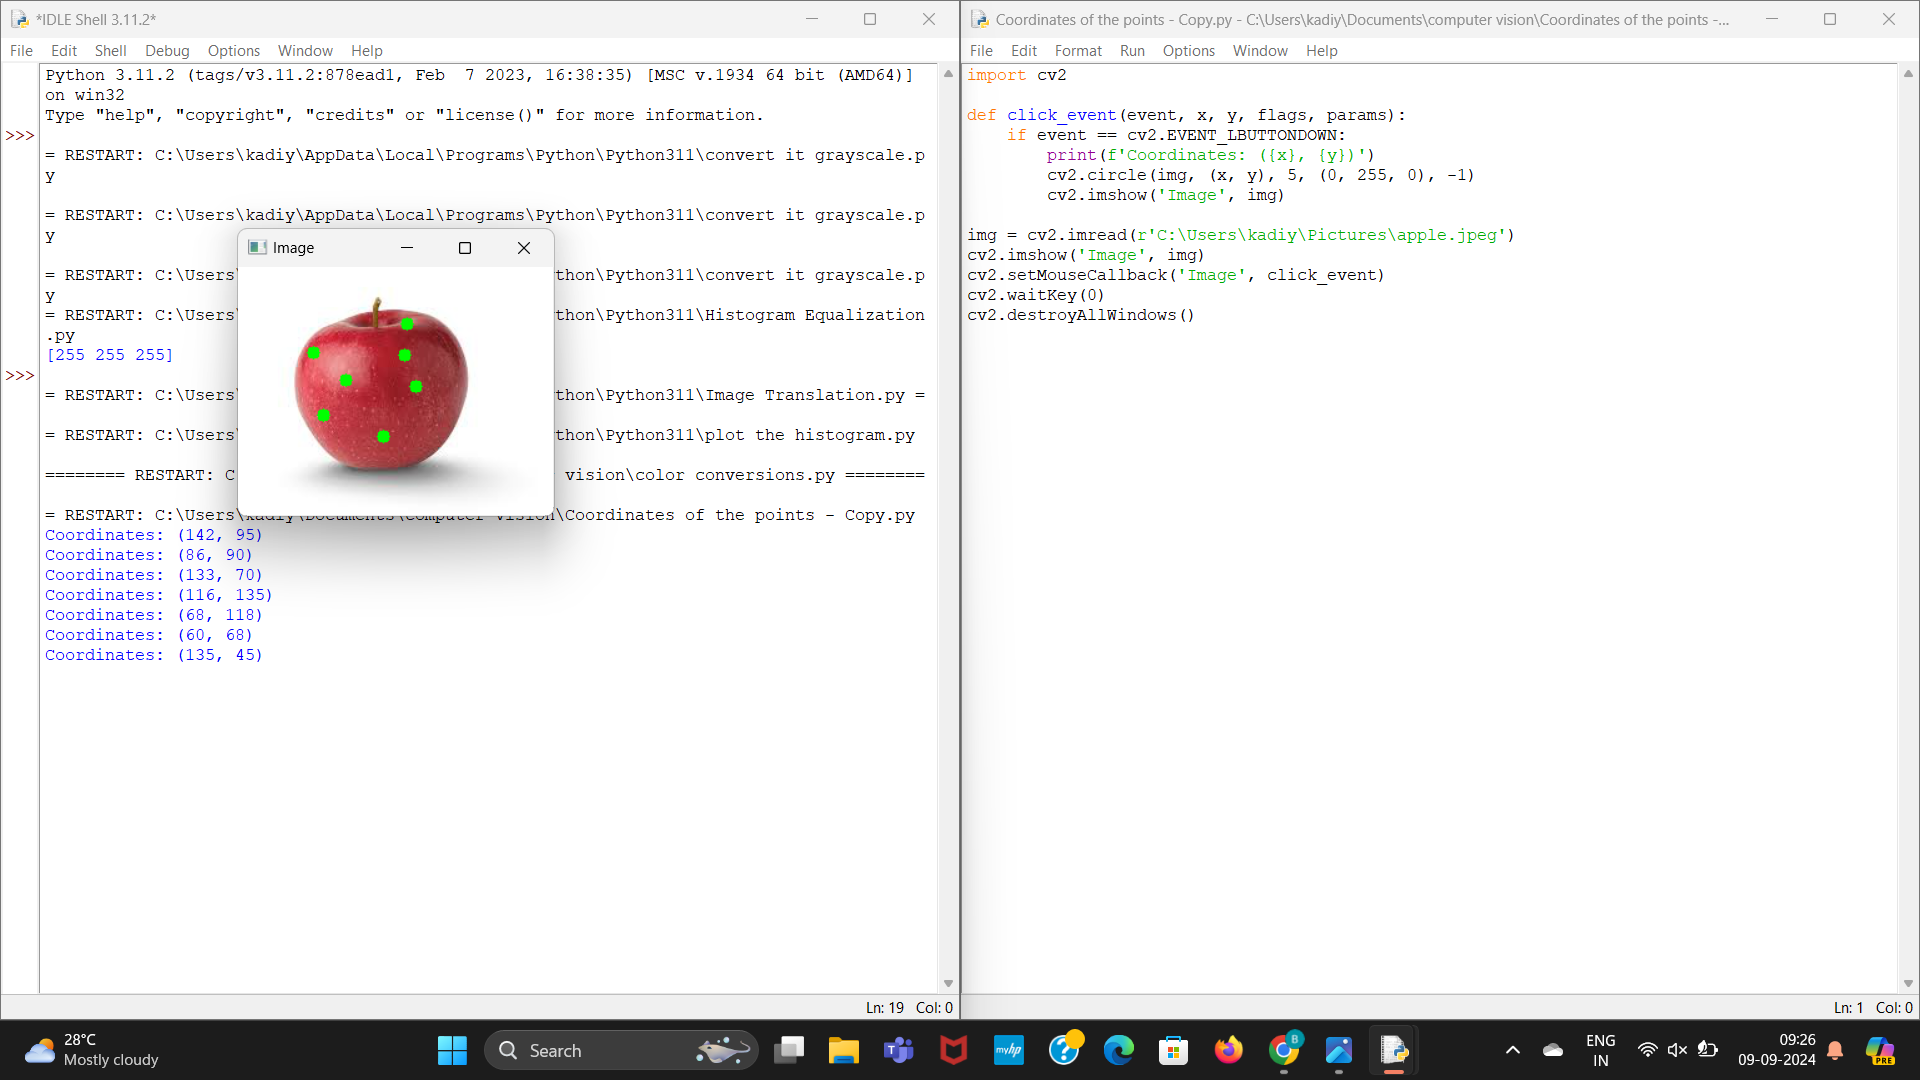 *IDLE Shell 3.11.2*
File Edit Shell Debug Options Window Help
Python 3.11.2 (tags/v3.11.2:878ead1, Feb  7 2023, 16:38:35) [MSC v.1934 64 bit (AMD64)]
on win32
Type "help", "copyright", "credits" or "license()" for more information.
>>>
= RESTART: C:\Users\kadiy\AppData\Local\Programs\Python\Python311\convert it grayscale.p
y
= RESTART: C:\Users\kadiy\AppData\Local\Programs\Python\Python311\convert it grayscale.p
y
= RESTART: C:\Users\ thon\Python311\convert it grayscale.p
y
= RESTART: C:\Users\ thon\Python311\Histogram Equalization
.py
[255 255 255]
>>>
= RESTART: C:\Users\ thon\Python311\Image Translation.py =
= RESTART: C:\Users\ thon\Python311\plot the histogram.py
======== RESTART: C vision\color conversions.py ========
= RESTART: C:\Users\kadiy\Documents\computer vision\Coordinates of the points - Copy.py
Coordinates: (142, 95)
Coordinates: (86, 90)
Coordinates: (133, 70)
Coordinates: (116, 135)
Coordinates: (68, 118)
Coordinates: (60, 68)
Coordinates: (135, 45)
Image
Ln: 19 Col: 0
Coordinates of the points - Copy.py - C:\Users\kadiy\Documents\computer vision\Coordinates of the points -...
File Edit Format Run Options Window Help
import cv2
def click_event(event, x, y, flags, params):
    if event == cv2.EVENT_LBUTTONDOWN:
        print(f'Coordinates: ({x}, {y})')
        cv2.circle(img, (x, y), 5, (0, 255, 0), -1)
        cv2.imshow('Image', img)
img = cv2.imread(r'C:\Users\kadiy\Pictures\apple.jpeg')
cv2.imshow('Image', img)
cv2.setMouseCallback('Image', click_event)
cv2.waitKey(0)
cv2.destroyAllWindows()
Ln: 1 Col: 0
28°C
Mostly cloudy
Search
myhp
B
ENG
IN
09:26
09-09-2024
PRE